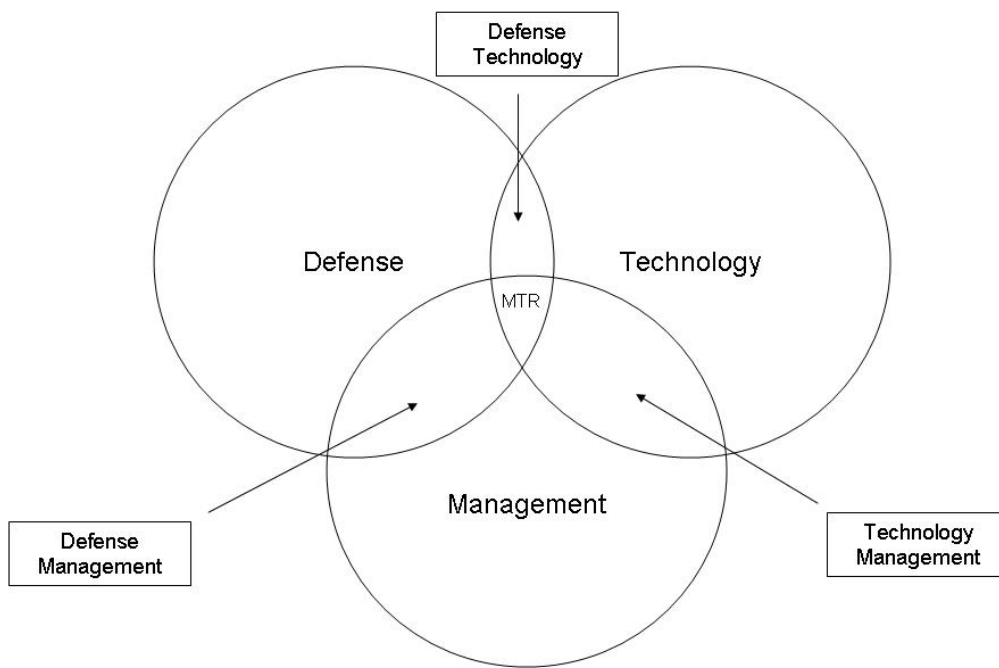 Defense
Technology
Defense
Technology
MTR
Management
Defense
Management
Technology
Management